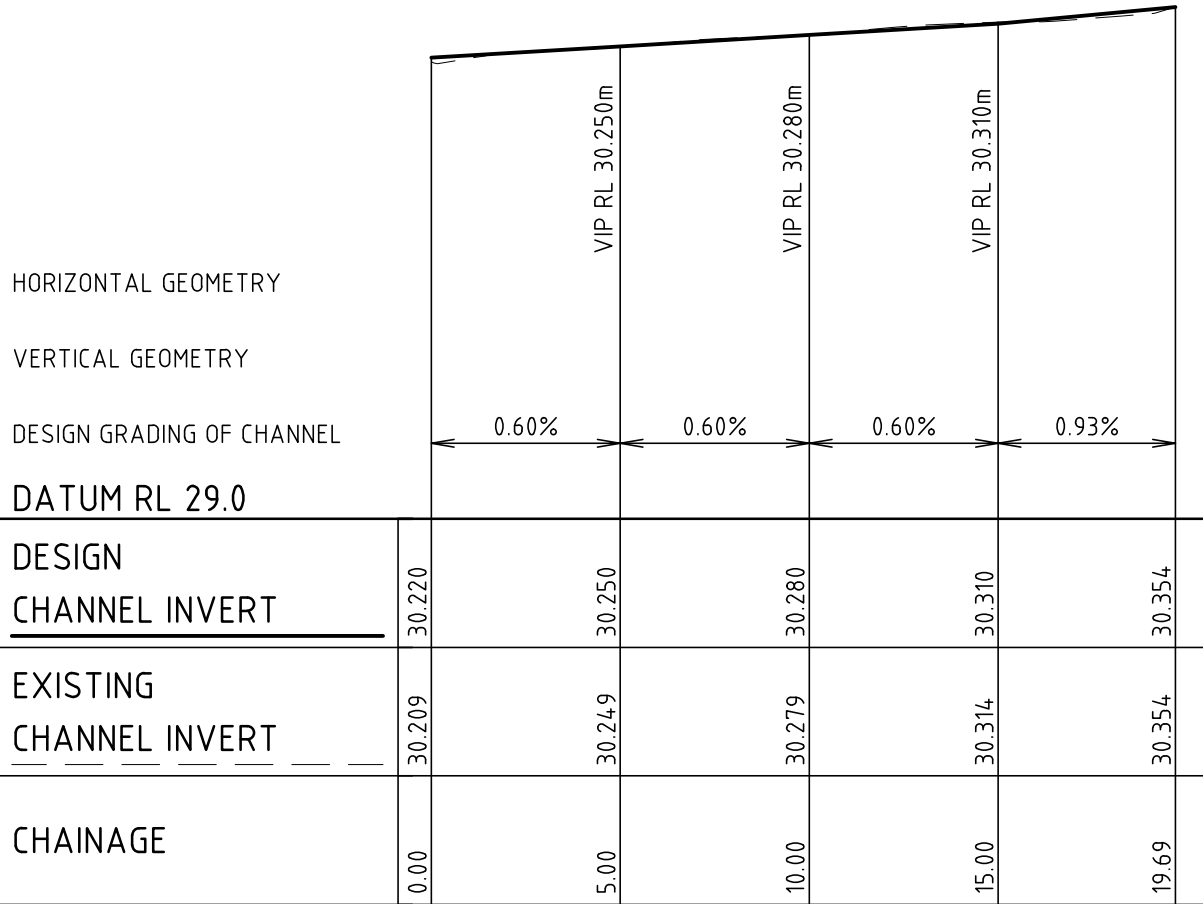 VIP RL 30.250m
VIP RL 30.280m
VIP RL 30.310m
HORIZONTAL GEOMETRY
VERTICAL GEOMETRY
DESIGN GRADING OF CHANNEL
0.60%
0.60%
0.60%
0.93%
DATUM RL 29.0
DESIGN
CHANNEL INVERT
30.220
30.250
30.280
30.310
30.354
EXISTING
CHANNEL INVERT
30.209
30.249
30.279
30.314
30.354
CHAINAGE
0.00
5.00
10.00
15.00
19.69